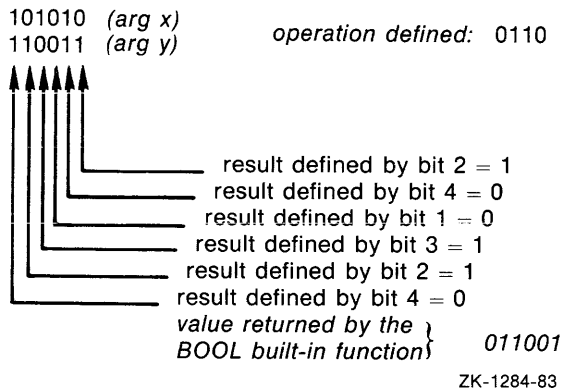 101010 (arg x)
110011 (arg y)
operation defined: 0110
result defined by bit 2 = 1
result defined by bit 4 = 0
result defined by bit 1 = 0
result defined by bit 3 = 1
result defined by bit 2 = 1
result defined by bit 4 = 0
value returned by the
BOOL built-in function} 011001
ZK-1284-83